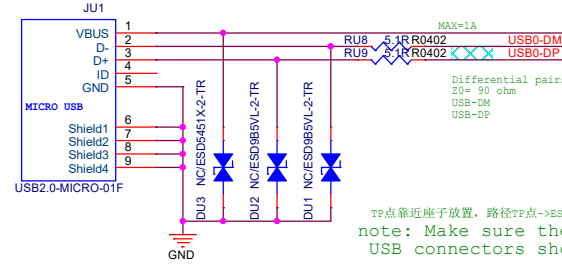 JU1
VBUS 1
D- 2
D+ 3
ID 4
GND 5
MICRO USB
Shield1 6
Shield2 7
Shield3 8
Shield4 9
USB2.0-MICRO-01F
MAX=1A
RU8 5.1R R0402 USB0-DM
RU9 5.1R R0402 USB0-DP
Differential pairs
Z0= 90 ohm
USB-DM
USB-DP
DU3 NC/ESD5451X-2-TR
DU2 NC/ESD9B5VL-2-TR
DU1 NC/ESD9B5VL-2-TR
GND
TP点靠近座子放置，路径TP点->ES
note: Make sure the
USB connectors sho